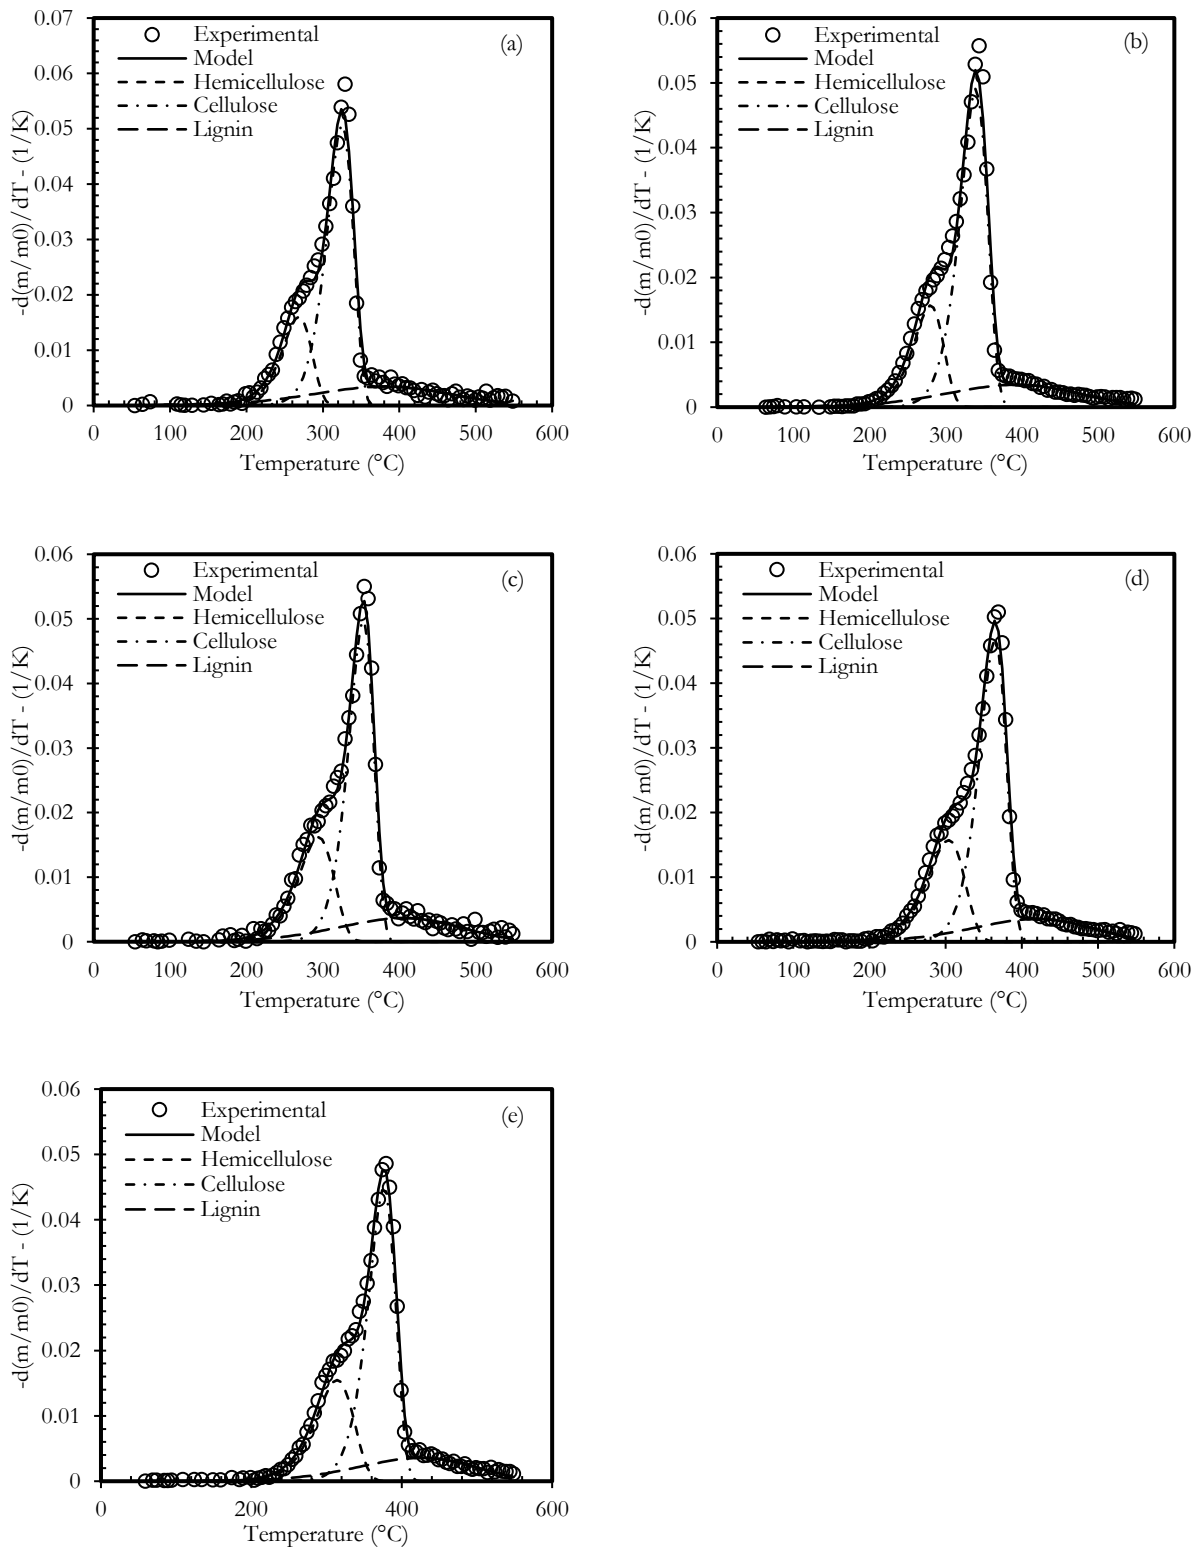 0.07
0.06
0.05
0.04
0.03
0.02
0.01
0
-d(m/m0)/dT - (1/K)
Experimental
Model
Hemicellulose
Cellulose
Lignin
(a)
0 100 200 300 400 500 600
Temperature (°C)
0.06
0.05
0.04
0.03
0.02
0.01
0
-d(m/m0)/dT - (1/K)
Experimental
Model
Hemicellulose
Cellulose
Lignin
(b)
0 100 200 300 400 500 600
Temperature (°C)
0.06
0.05
0.04
0.03
0.02
0.01
0
-d(m/m0)/dT - (1/K)
Experimental
Model
Hemicellulose
Cellulose
Lignin
(c)
0 100 200 300 400 500 600
Temperature (°C)
0.06
0.05
0.04
0.03
0.02
0.01
0
-d(m/m0)/dT - (1/K)
Experimental
Model
Hemicellulose
Cellulose
Lignin
(d)
0 100 200 300 400 500 600
Temperature (°C)
0.06
0.05
0.04
0.03
0.02
0.01
0
-d(m/m0)/dT - (1/K)
Experimental
Model
Hemicellulose
Cellulose
Lignin
(e)
0 200 400 600
Temperature (°C)